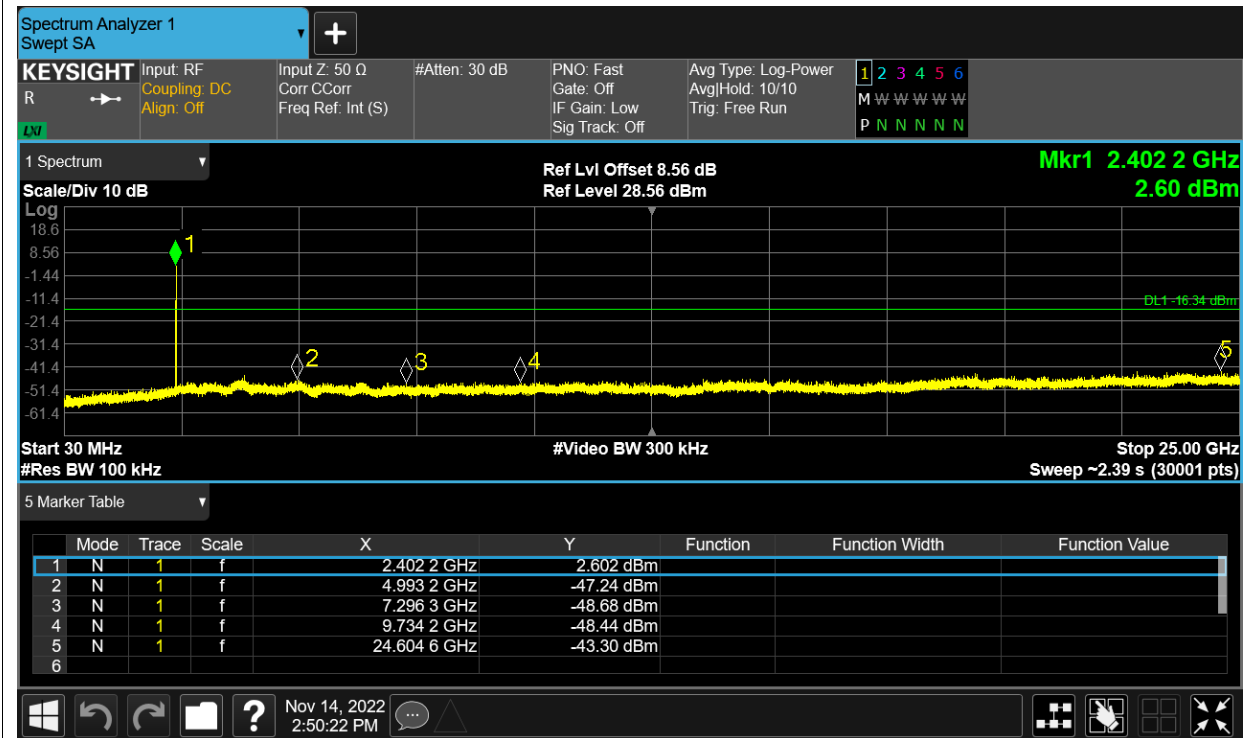 Spectrum Analyzer 1
Swept SA
KEYSIGHT
R
LXI
Input: RF
Coupling: DC
Align: Off
Input Z: 50 Ω
Corr CCorr
Freq Ref: Int (S)
#Atten: 30 dB
PNO: Fast
Gate: Off
IF Gain: Low
Sig Track: Off
Avg Type: Log-Power
Avg|Hold: 10/10
Trig: Free Run
1 2 3 4 5 6
M W W W W W
P N N N N N
1 Spectrum
Scale/Div 10 dB
Ref Lvl Offset 8.56 dB
Ref Level 28.56 dBm
Mkr1 2.402 2 GHz
2.60 dBm
Log
18.6
8.56
-1.44
-11.4
-21.4
-31.4
-41.4
-51.4
-61.4
1
DL1 -16.34 dBm
2
3
4
5
Start 30 MHz
#Video BW 300 kHz
Stop 25.00 GHz
#Res BW 100 kHz
Sweep ~2.39 s (30001 pts)
5 Marker Table
Mode Trace Scale X Y Function Function Width Function Value
1 N 1 f 2.402 2 GHz 2.602 dBm
2 N 1 f 4.993 2 GHz -47.24 dBm
3 N 1 f 7.296 3 GHz -48.68 dBm
4 N 1 f 9.734 2 GHz -48.44 dBm
5 N 1 f 24.604 6 GHz -43.30 dBm
6
?
Nov 14, 2022
2:50:22 PM